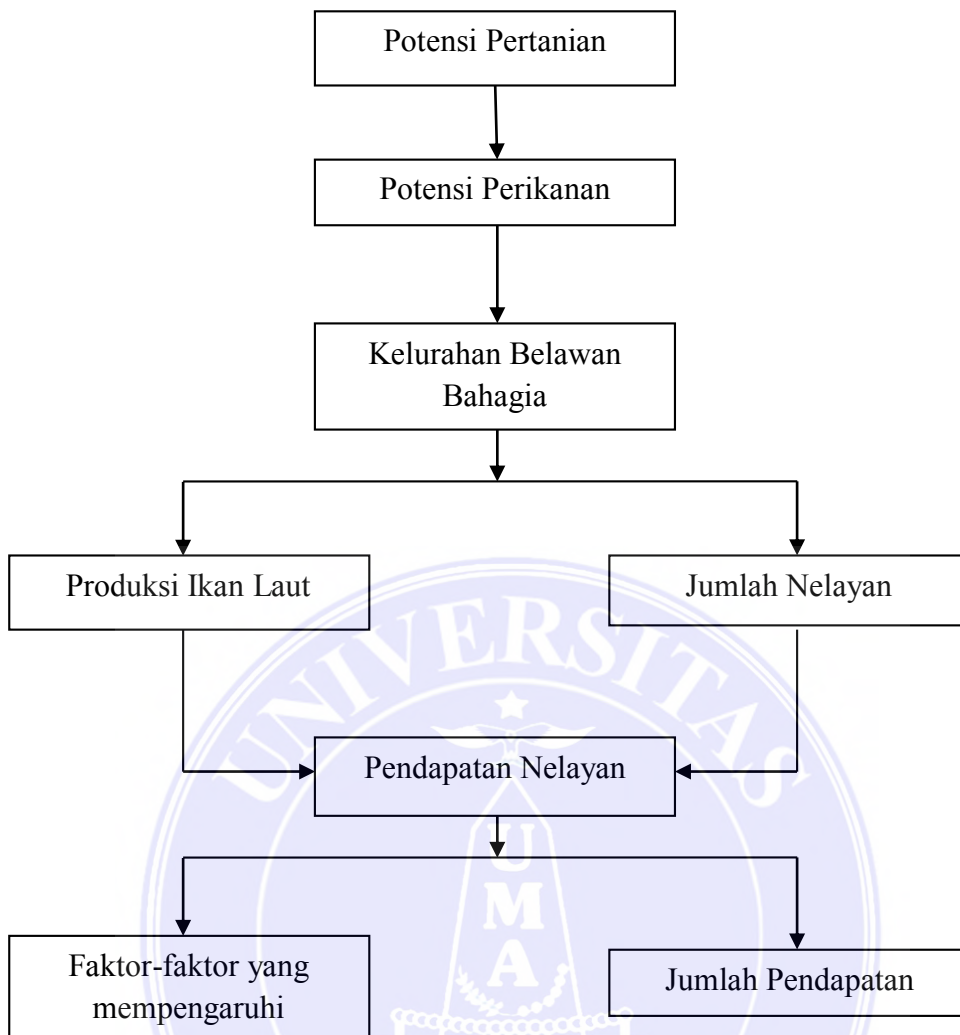 Potensi Pertanian
Potensi Perikanan
Kelurahan Belawan
Bahagia
Produksi Ikan Laut
Jumlah Nelayan
UNIVERSITAS
Pendapatan Nelayan
U
M
A
Faktor-faktor yang
mempengaruhi
Jumlah Pendapatan